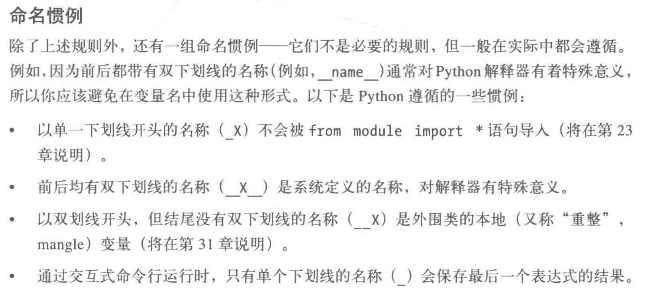 命名惯例
除了上述规则外，还有一组命名惯例——它们不是必要的规则，但一般在实际中都会遵循。
例如，因为前后都带有双下划线的名称（例如，__name__）通常对Python解释器有着特殊意义，
所以你应该避免在变量名中使用这种形式。以下是 Python 遵循的一些惯例：
• 以单一下划线开头的名称（_X）不会被 from module import *语句导入（将在第 23
章说明）。
• 前后均有双下划线的名称（__X__）是系统定义的名称，对解释器有特殊意义。
• 以双划线开头，但结尾没有双下划线的名称（__X）是外围类的本地（又称“重整”，
mangle）变量（将在第 31 章说明）。
• 通过交互式命令行运行时，只有单个下划线的名称（_）会保存最后一个表达式的结果。